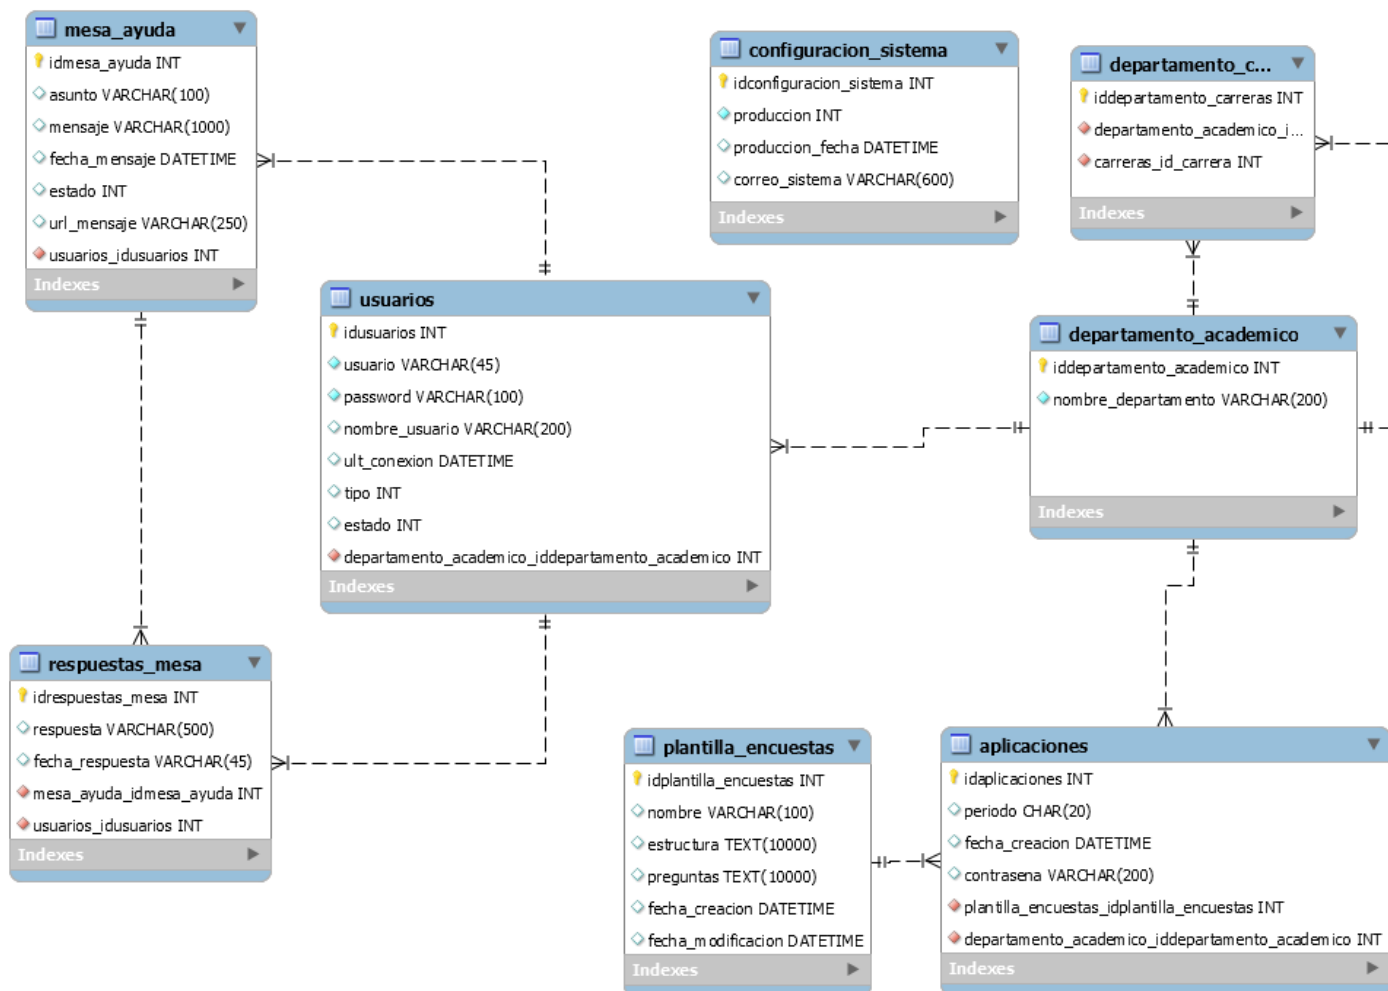 mesa_ayuda
idmesa_ayuda INT
asunto VARCHAR(100)
mensaje VARCHAR(1000)
fecha_mensaje DATETIME
estado INT
url_mensaje VARCHAR(250)
usuarios_idusuarios INT
Indexes
configuracion_sistema
idconfiguracion_sistema INT
produccion INT
produccion_fecha DATETIME
correo_sistema VARCHAR(600)
Indexes
departamento_c...
iddepartamento_carreras INT
departamento_academico_i...
carreras_id_carrera INT
Indexes
usuarios
idusuarios INT
usuario VARCHAR(45)
password VARCHAR(100)
nombre_usuario VARCHAR(200)
ult_conexion DATETIME
tipo INT
estado INT
departamento_academico_iddepartamento_academico INT
Indexes
departamento_academico
iddepartamento_academico INT
nombre_departamento VARCHAR(200)
Indexes
respuestas_mesa
idrespuestas_mesa INT
respuesta VARCHAR(500)
fecha_respuesta VARCHAR(45)
mesa_ayuda_idmesa_ayuda INT
usuarios_idusuarios INT
Indexes
plantilla_encuestas
idplantilla_encuestas INT
nombre VARCHAR(100)
estructura TEXT(10000)
preguntas TEXT(10000)
fecha_creacion DATETIME
fecha_modificacion DATETIME
Indexes
aplicaciones
idaplicaciones INT
periodo CHAR(20)
fecha_creacion DATETIME
contrasena VARCHAR(200)
plantilla_encuestas_idplantilla_encuestas INT
departamento_academico_iddepartamento_academico INT
Indexes